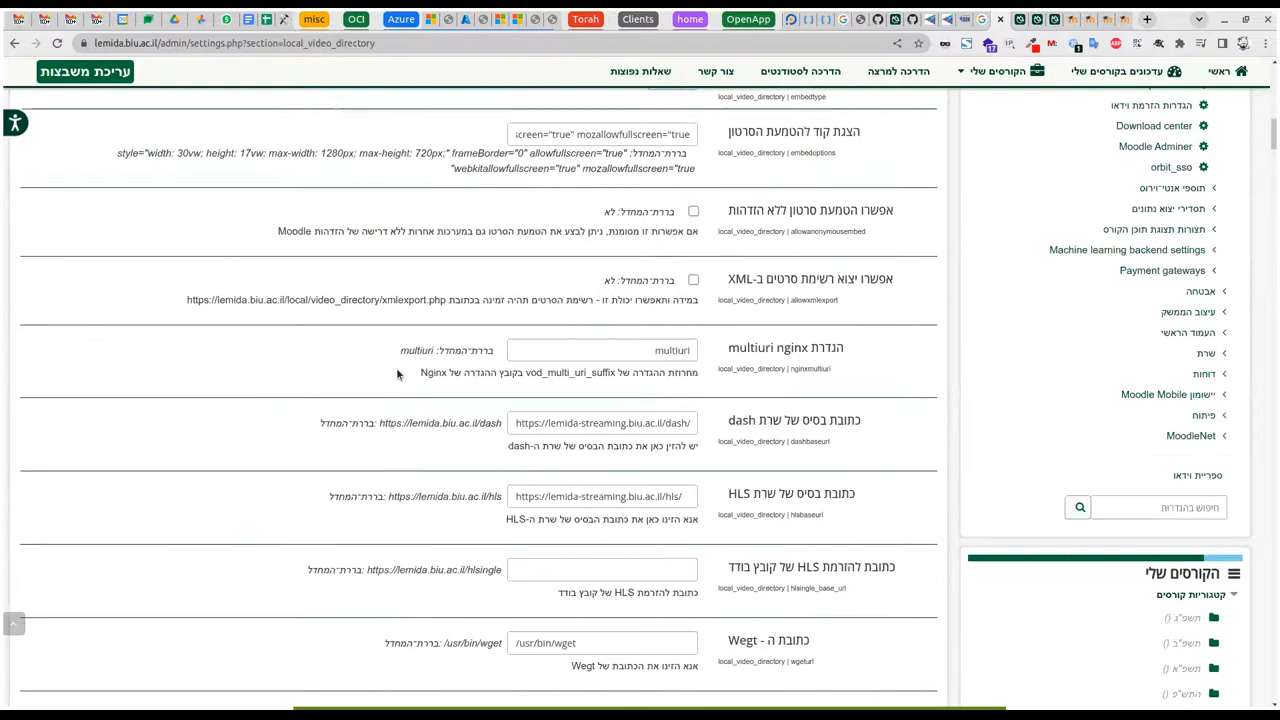 misc
OCI
Azure
Torah
Clients
home
OpenApp
lemida.biu.ac.il/admin/settings.php?section=local_video_directory
ראשי
עדכונים בקורסים שלי
הקורסים שלי
הדרכה למרצה
הדרכה לסטודנטים
צור קשר
שאלות נפוצות
עריכת משבצות
local_video_directory | embedtype
הצגת קוד להטמעת הסרטון
local_video_directory | embedoptions
:screen="true" mozallowfullscreen="true
ברירת־המחדל: style="width: 30vw; height: 17vw; max-width: 1280px; max-height: 720px;" frameBorder="0" allowfullscreen="true"
webkitallowfullscreen="true" mozallowfullscreen="true"
אפשרו הטמעת סרטון ללא הזדהות
local_video_directory | allowanonymousembed
ברירת־המחדל: לא
אם אפשרות זו מסומנת, ניתן לבצע את הטמעת הסרטו גם במערכות אחרות ללא דרישה של הזדהות Moodle
אפשרו יצוא רשימת סרטים ב-XML
local_video_directory | allowxmlexport
ברירת־המחדל: לא
במידה ותאפשרו יכולת זו - רשימת הסרטים תהיה זמינה בכתובת https://lemida.biu.ac.il/local/video_directory/xmlexport.php
הגדרת multiuri nginx
local_video_directory | nginxmultiuri
multiuri
ברירת־המחדל: multiuri
מחרוזת ההגדרה של vod_multi_uri_suffix בקובץ ההגדרה של Nginx
כתובת בסיס של שרת dash
local_video_directory | dashbaseurl
https://lemida-streaming.biu.ac.il/dash/
ברירת־המחדל: https://lemida.biu.ac.il/dash
יש להזין כאן את כתובת הבסיס של שרת ה-dash
כתובת בסיס של שרת HLS
local_video_directory | hlsbaseurl
https://lemida-streaming.biu.ac.il/hls/
ברירת־המחדל: https://lemida.biu.ac.il/hls
אנא הזינו כאן את כתובת הבסיס של שרת ה-HLS
כתובת להזרמת HLS של קובץ בודד
local_video_directory | hlsingle_base_url
ברירת־המחדל: https://lemida.biu.ac.il/hlsingle
כתובת להזרמת HLS של קובץ בודד
כתובת ה - Wegt
local_video_directory | wgeturl
/usr/bin/wget
ברירת־המחדל: /usr/bin/wget
אנא הזינו את הכתובת של Wegt
הגדרות הזרמת וידאו
Download center
Moodle Adminer
orbit_sso
תוספי אנטי־וירוס
תסדירי יצוא נתונים
תצורות תצוגת תוכן הקורס
Machine learning backend settings
Payment gateways
אבטחה
עיצוב הממשק
העמוד הראשי
שרת
דוחות
יישומון Moodle Mobile
פיתוח
MoodleNet
ספריית וידאו
חיפוש בהגדרות
הקורסים שלי
קטגוריות קורסים
תשפ"ג ()
תשפ"ב ()
תשפ"א ()
התש"פ ()